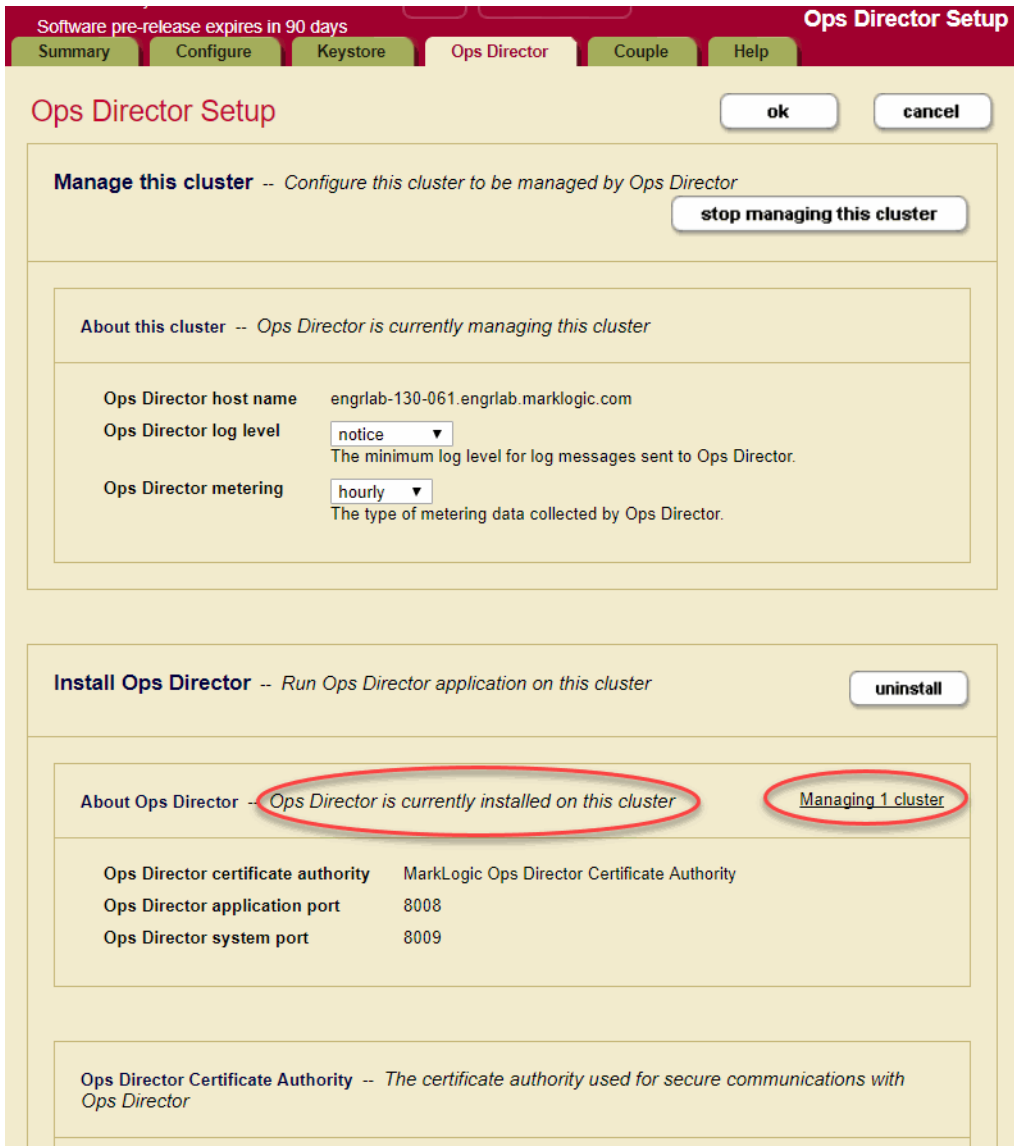 Software pre-release expires in 90 days
Ops Director Setup
Summary Configure Keystore Ops Director Couple Help
Ops Director Setup
ok cancel
Manage this cluster -- Configure this cluster to be managed by Ops Director
stop managing this cluster
About this cluster -- Ops Director is currently managing this cluster
Ops Director host name engrlab-130-061.engrlab.marklogic.com
Ops Director log level notice
The minimum log level for log messages sent to Ops Director.
Ops Director metering hourly
The type of metering data collected by Ops Director.
Install Ops Director -- Run Ops Director application on this cluster
uninstall
About Ops Director -- Ops Director is currently installed on this cluster Managing 1 cluster
Ops Director certificate authority MarkLogic Ops Director Certificate Authority
Ops Director application port 8008
Ops Director system port 8009
Ops Director Certificate Authority -- The certificate authority used for secure communications with
Ops Director